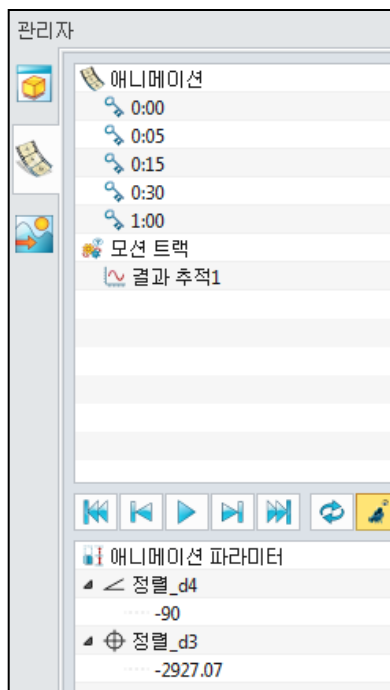 관리자
애니메이션
0:00
0:05
0:15
0:30
1:00
모션 트랙
결과 추적1
애니메이션 파라미터
정렬_d4
-90
정렬_d3
-2927.07